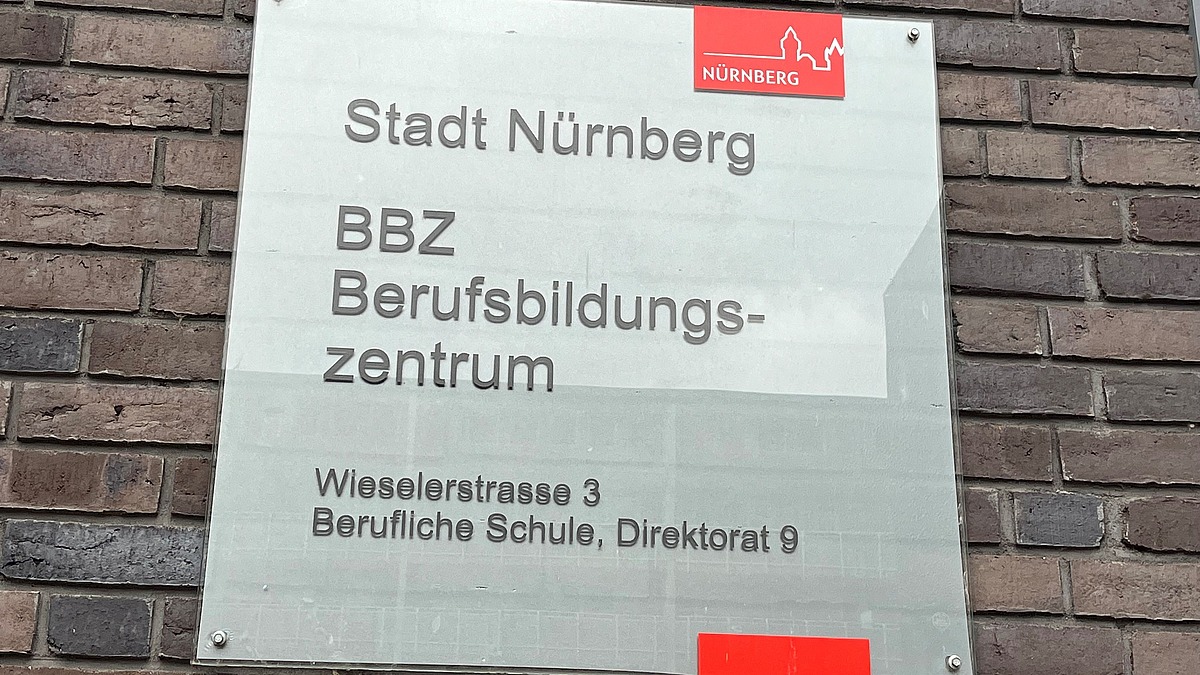 NÜRNBERG
Stadt Nürnberg
BBZ
Berufsbildungs-
zentrum
Wieselerstrasse 3
Berufliche Schule, Direktorat 9